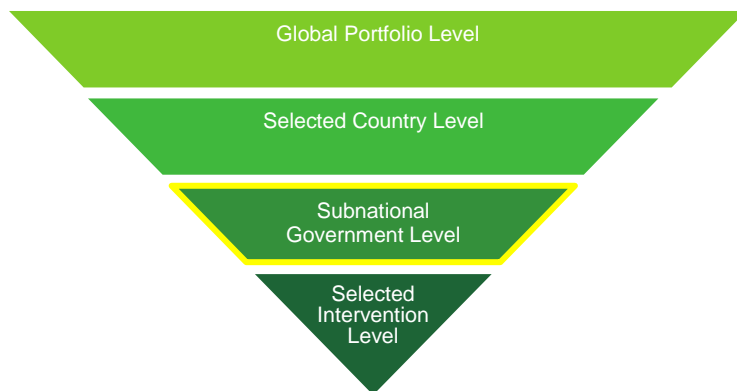 Global Portfolio Level
Selected Country Level
Subnational
Government Level
Selected
Intervention
Level